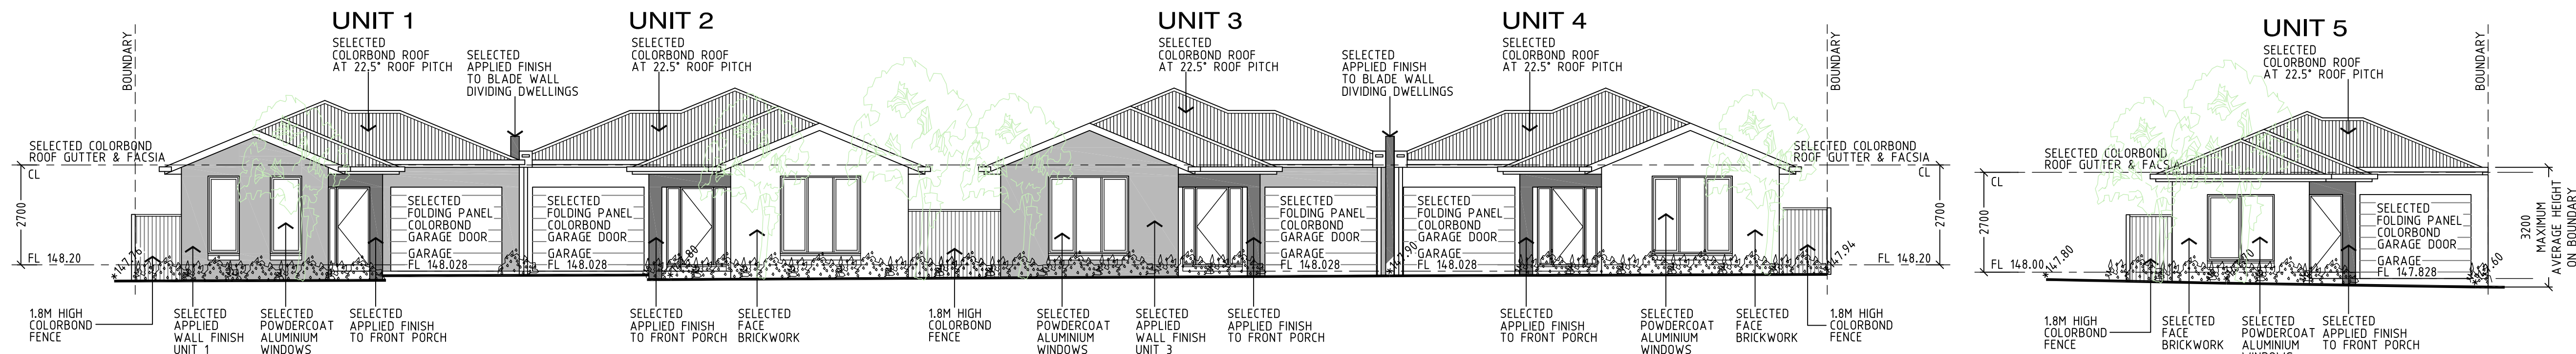 UNIT 1
UNIT 2
UNIT 3
UNIT 4
UNIT 5
BOUNDARY
SELECTED
COLORBOND ROOF
AT 22.5° ROOF PITCH
SELECTED
APPLIED FINISH
TO BLADE WALL
DIVIDING DWELLINGS
SELECTED
COLORBOND ROOF
AT 22.5° ROOF PITCH
SELECTED
COLORBOND ROOF
AT 22.5° ROOF PITCH
SELECTED
APPLIED FINISH
TO BLADE WALL
DIVIDING DWELLINGS
SELECTED
COLORBOND ROOF
AT 22.5° ROOF PITCH
BOUNDARY
SELECTED
COLORBOND ROOF
AT 22.5° ROOF PITCH
BOUNDARY
SELECTED COLORBOND
ROOF GUTTER & FACSIA
CL
2700
FL 148.20
*147.76
SELECTED
FOLDING PANEL
COLORBOND
GARAGE DOOR
GARAGE
FL 148.028
SELECTED
FOLDING PANEL
COLORBOND
GARAGE DOOR
GARAGE
FL 148.028
SELECTED
FOLDING PANEL
COLORBOND
GARAGE DOOR
GARAGE
FL 148.028
*147.90
SELECTED
FOLDING PANEL
COLORBOND
GARAGE DOOR
GARAGE
FL 148.028
*147.94
SELECTED COLORBOND
ROOF GUTTER & FACSIA
CL
2700
FL 148.20
SELECTED COLORBOND
ROOF GUTTER & FACSIA
CL
2700
FL 148.00
*147.80
SELECTED
FOLDING PANEL
COLORBOND
GARAGE DOOR
GARAGE
FL 147.828
3200
MAXIMUM
AVERAGE HEIGHT
ON BOUNDARY
1.8M HIGH
COLORBOND
FENCE
SELECTED
APPLIED
WALL FINISH
UNIT 1
SELECTED
POWDERCOAT
ALUMINIUM
WINDOWS
SELECTED
APPLIED FINISH
TO FRONT PORCH
SELECTED
APPLIED FINISH
TO FRONT PORCH
SELECTED
FACE
BRICKWORK
1.8M HIGH
COLORBOND
FENCE
SELECTED
POWDERCOAT
ALUMINIUM
WINDOWS
SELECTED
APPLIED
WALL FINISH
UNIT 3
SELECTED
APPLIED FINISH
TO FRONT PORCH
SELECTED
APPLIED FINISH
TO FRONT PORCH
SELECTED
POWDERCOAT
ALUMINIUM
WINDOWS
SELECTED
FACE
BRICKWORK
1.8M HIGH
COLORBOND
FENCE
1.8M HIGH
COLORBOND
FENCE
SELECTED
FACE
BRICKWORK
SELECTED
POWDERCOAT
ALUMINIUM
SELECTED
APPLIED FINISH
TO FRONT PORCH